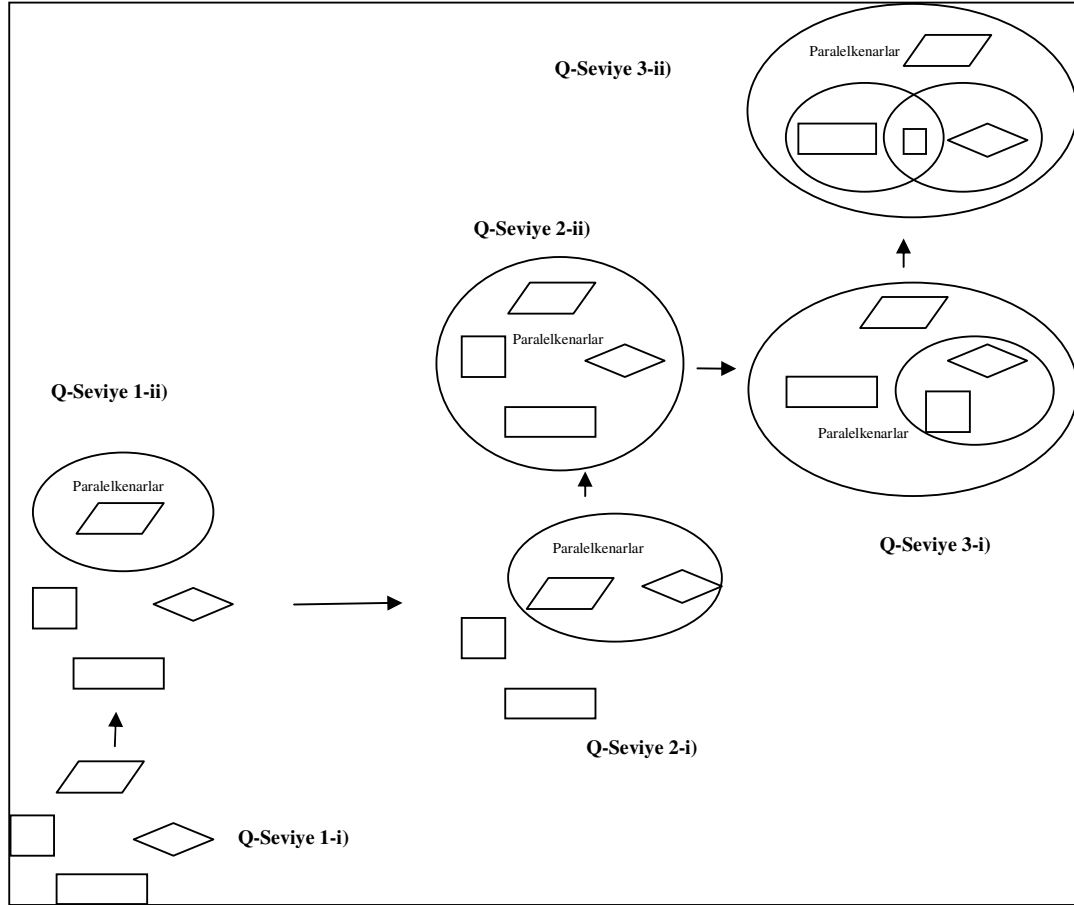 Paralelkenarlar
Q-Seviye 3-ii)
Q-Seviye 2-ii)
Paralelkenarlar
Q-Seviye 1-ii)
Paralelkenarlar
Paralelkenarlar
Q-Seviye 3-i)
Paralelkenarlar
Q-Seviye 2-i)
Q-Seviye 1-i)